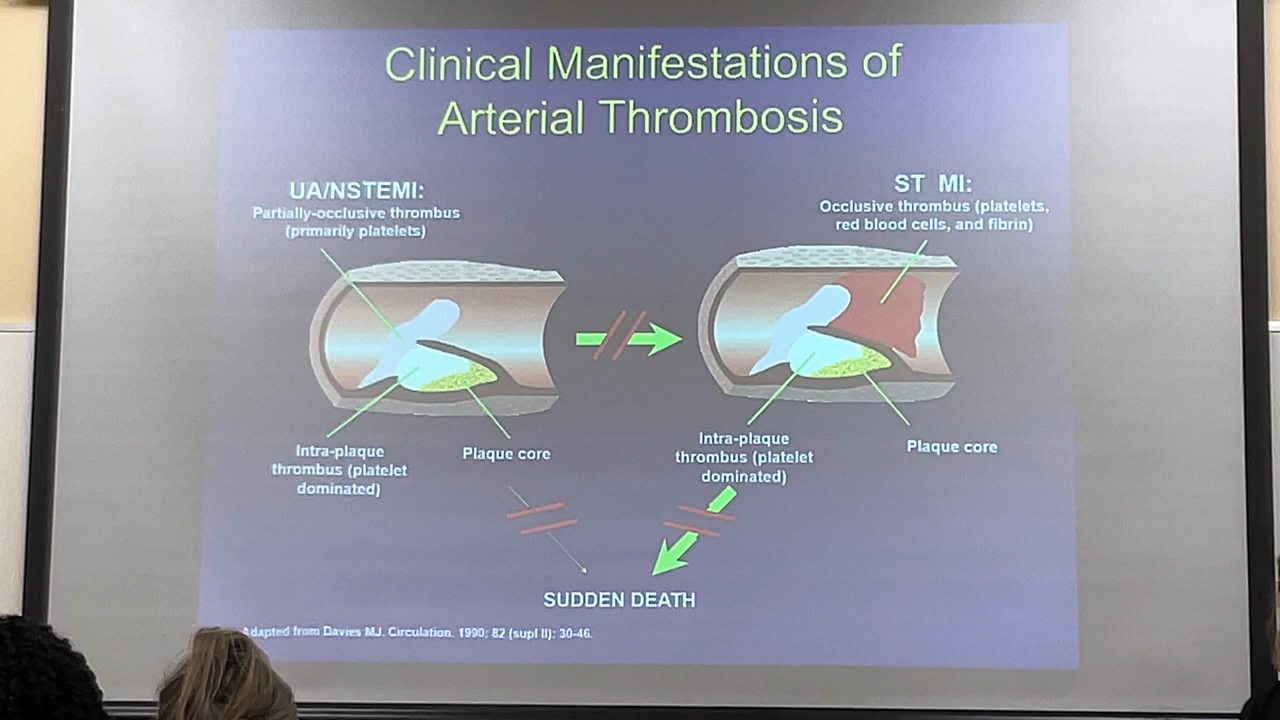 Clinical Manifestations of
Arterial Thrombosis
UA/NSTEMI:
Partially-occlusive thrombus
(primarily platelets)
ST MI:
Occlusive thrombus (platelets,
red blood cells, and fibrin)
Intra-plaque
thrombus (platelet
dominated)
Plaque core
Intra-plaque
thrombus (platelet
dominated)
Plaque core
SUDDEN DEATH
Adapted from Davies MJ. Circulation. 1990; 82 (supl II): 30-46.